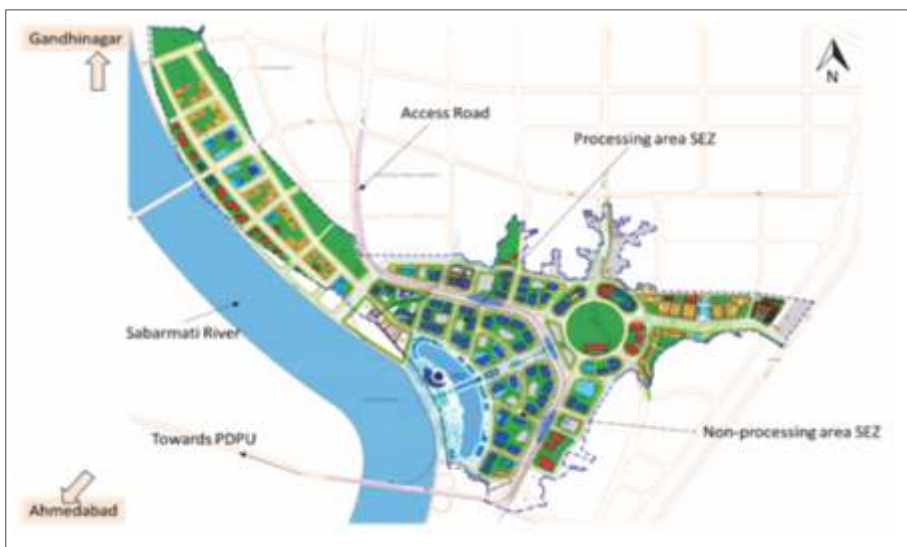 Gandhinagar
N
Access Road
Processing area SEZ
Sabarmati River
Non-processing area SEZ
Towards PDPU
Ahmedabad